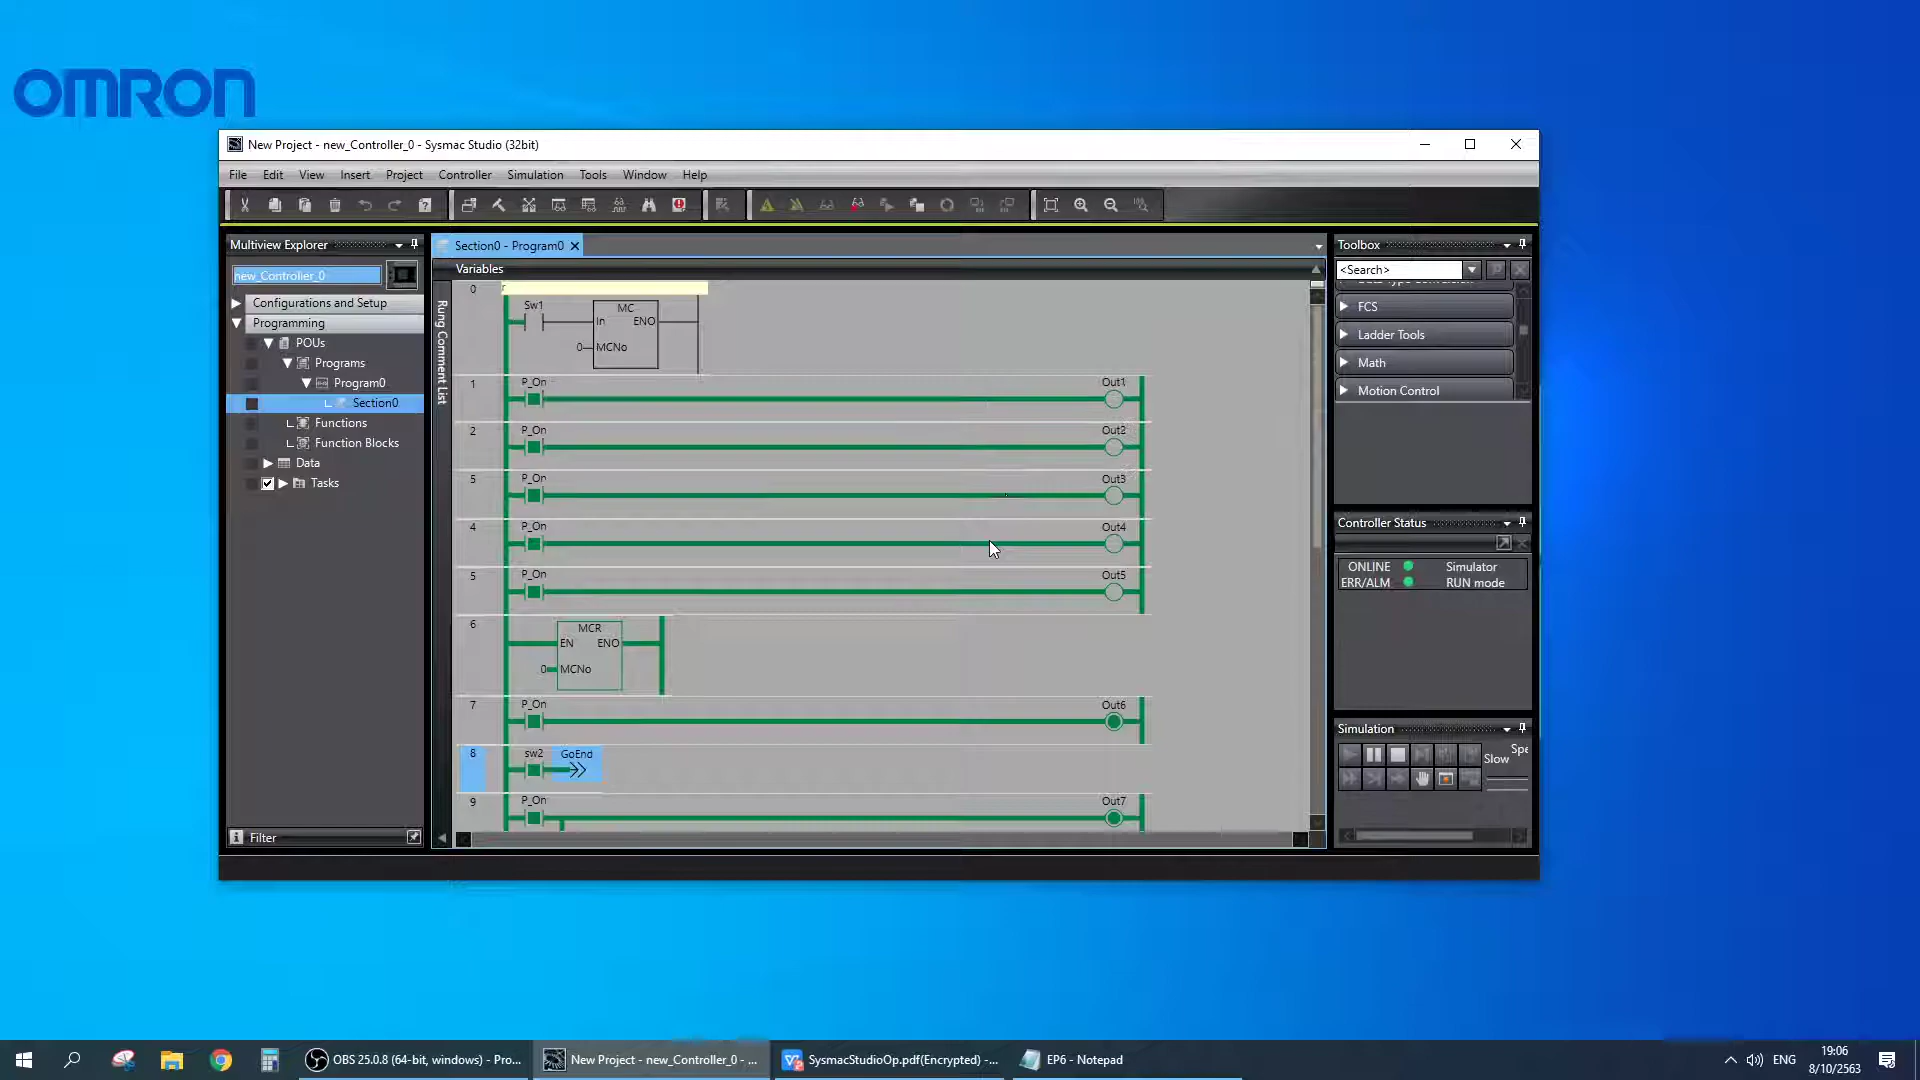 OMRON
New Project - new_Controller_0 - Sysmac Studio (32bit)
File Edit View Insert Project Controller Simulation Tools Window Help
Multiview Explorer
new_Controller_0
Configurations and Setup
Programming
POUs
Programs
Program0
Section0
Functions
Function Blocks
Data
Tasks
Filter
Section0 - Program0
Variables
Rung Comment List
0
r
Sw1
MC
In ENO
0 MCNo
1 P_On Out1
2 P_On Out2
5 P_On Out3
4 P_On Out4
5 P_On Out5
6
MCR
EN ENO
0 MCNo
7 P_On Out6
8 sw2 GoEnd
9 P_On Out7
Toolbox
<Search>
FCS
Ladder Tools
Math
Motion Control
Controller Status
ONLINE Simulator
ERR/ALM RUN mode
Simulation
Spe
Slow
OBS 25.0.8 (64-bit, windows) - Pro...
New Project - new_Controller_0 - ...
SysmacStudioOp.pdf(Encrypted) -...
EP6 - Notepad
ENG
19:06
8/10/2563